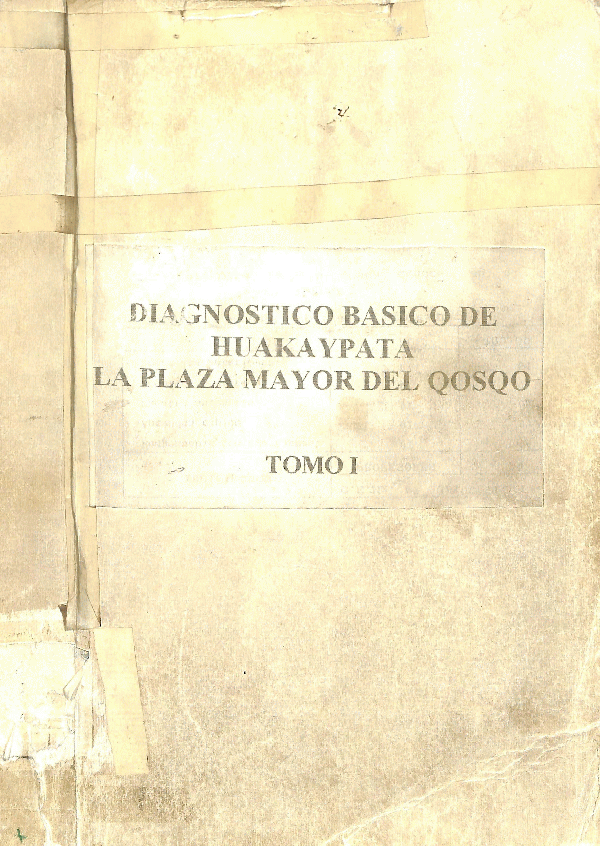 DIAGNOSTICO BASICO DE
HUAKAYPATA
LA PLAZA MAYOR DEL QOSQO
TOMO I